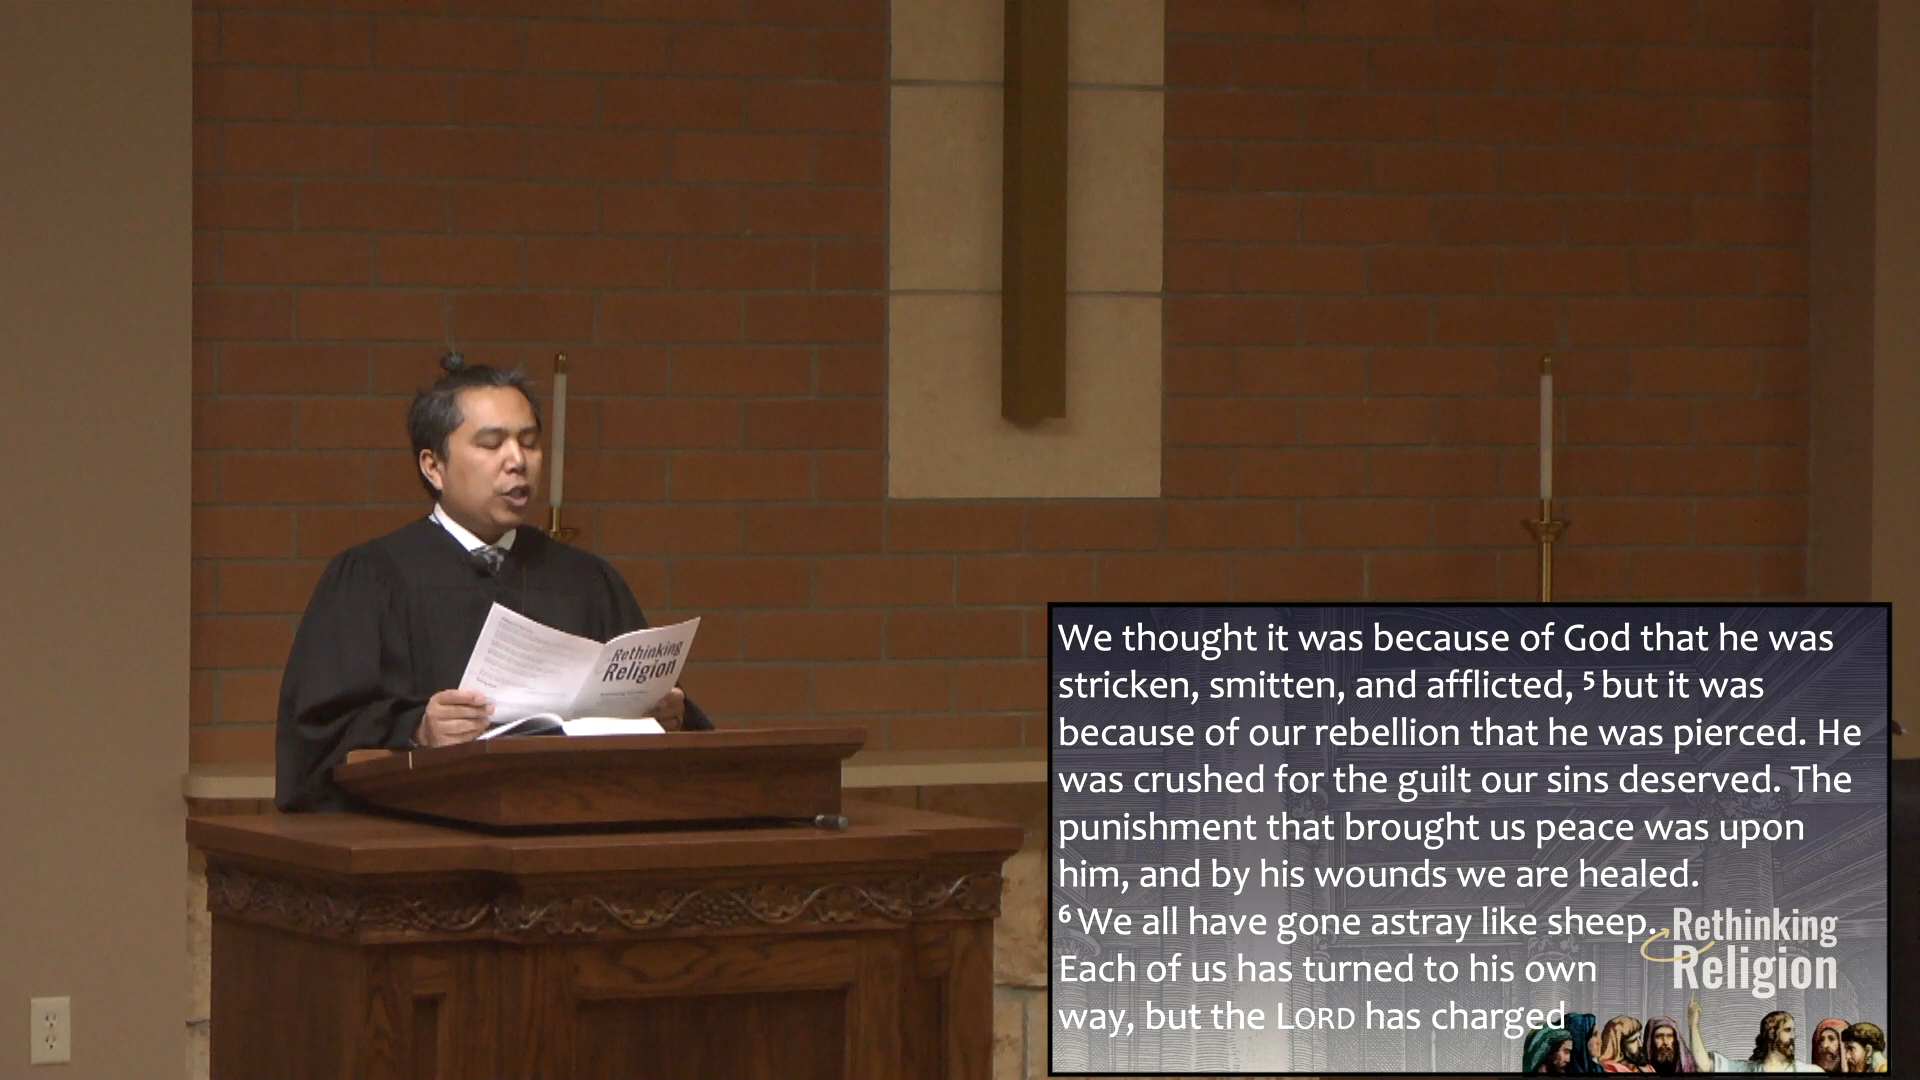 Rethinking
Religion
We thought it was because of God that he was
stricken, smitten, and afflicted, ⁵ but it was
because of our rebellion that he was pierced. He
was crushed for the guilt our sins deserved. The
punishment that brought us peace was upon
him, and by his wounds we are healed.
⁶ We all have gone astray like sheep.
Each of us has turned to his own
way, but the LORD has charged
Rethinking
Religion